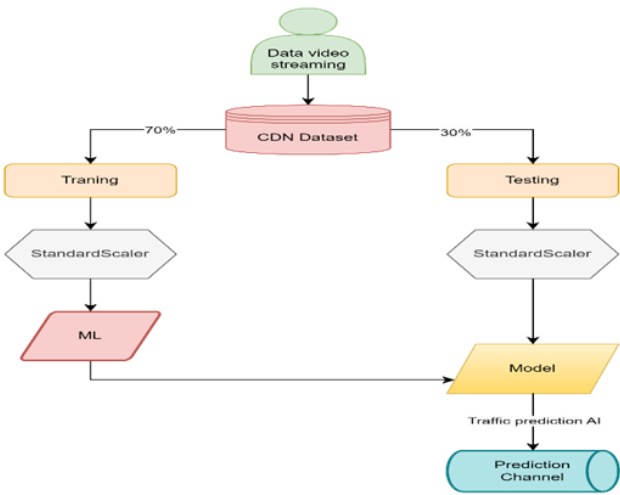 Data video
streaming
CDN Dataset
70%
30%
Traning
Testing
StandardScaler
StandardScaler
ML
Model
Traffic prediction AI
Prediction
Channel